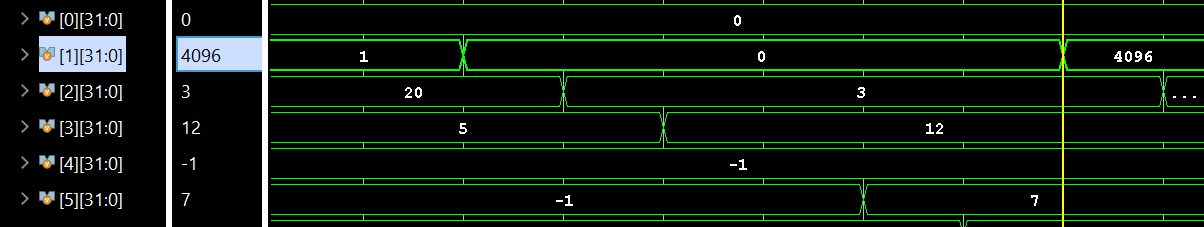 [0][31:0] 0 0
[1][31:0] 4096 1 0 4096
[2][31:0] 3 20 3 ...
[3][31:0] 12 5 12
[4][31:0] -1 -1
[5][31:0] 7 -1 7